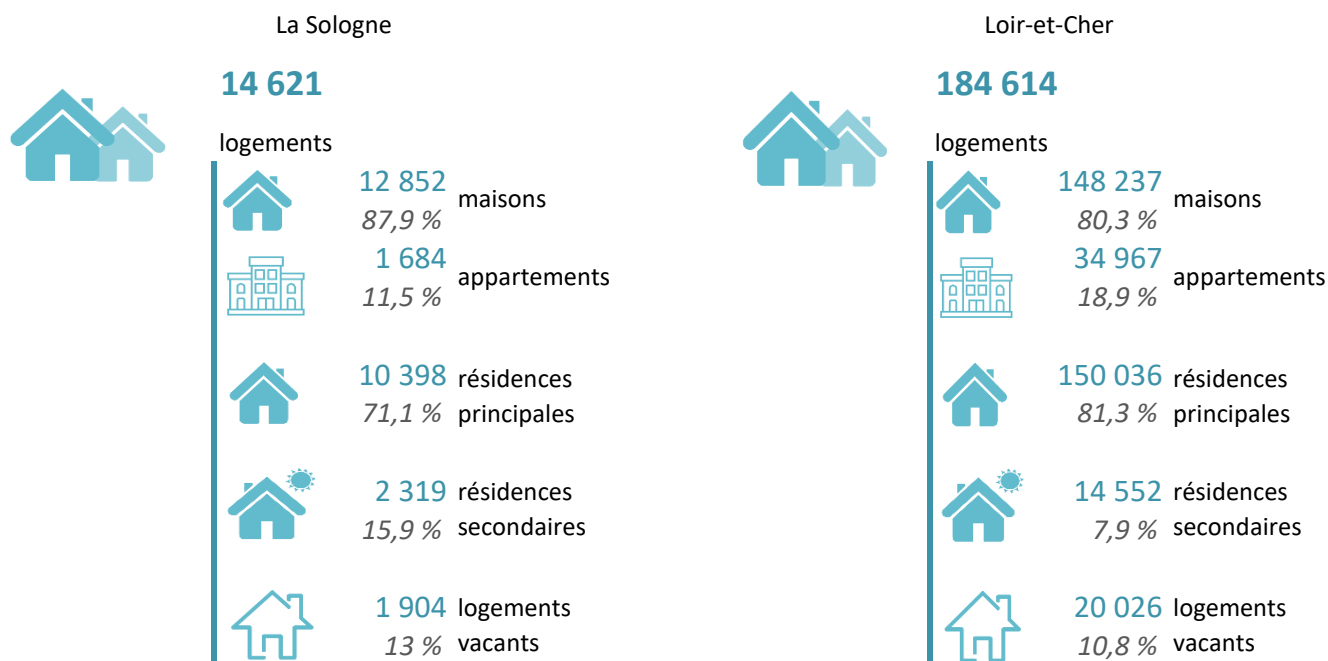 La Sologne
14 621
logements
12 852
maisons
87,9 %
1 684
appartements
11,5 %
10 398 résidences
71,1 % principales
2 319 résidences
15,9 % secondaires
1 904 logements
13 % vacants
Loir-et-Cher
184 614
logements
148 237
maisons
80,3 %
34 967
appartements
18,9 %
150 036 résidences
81,3 % principales
14 552 résidences
7,9 % secondaires
20 026 logements
10,8 % vacants